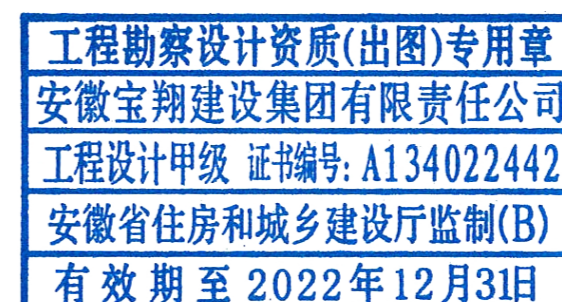 工程勘察设计资质(出图)专用章
安徽宝翔建设集团有限责任公司
工程设计甲级 证书编号: A134022442
安徽省住房和城乡建设厅监制(B)
有效期至 2022年12月31日